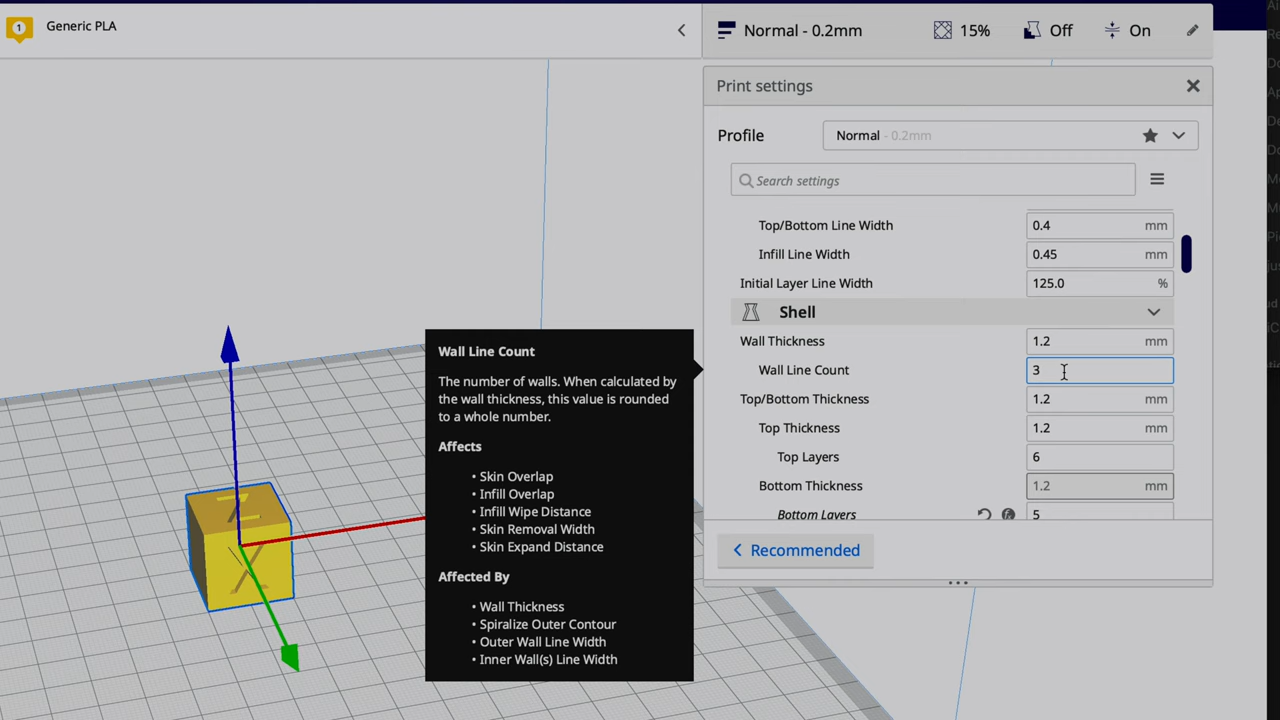 1
Generic PLA
Normal - 0.2mm
15%
Off
On
Print settings
Profile
Normal - 0.2mm
Search settings
Top/Bottom Line Width 0.4 mm
Infill Line Width 0.45 mm
Initial Layer Line Width 125.0 %
Shell
Wall Thickness 1.2 mm
Wall Line Count 3
Top/Bottom Thickness 1.2 mm
Top Thickness 1.2 mm
Top Layers 6
Bottom Thickness 1.2 mm
Bottom Layers 5
Recommended
Wall Line Count
The number of walls. When calculated by
the wall thickness, this value is rounded
to a whole number.
Affects
• Skin Overlap
• Infill Overlap
• Infill Wipe Distance
• Skin Removal Width
• Skin Expand Distance
Affected By
• Wall Thickness
• Spiralize Outer Contour
• Outer Wall Line Width
• Inner Wall(s) Line Width
Z
X